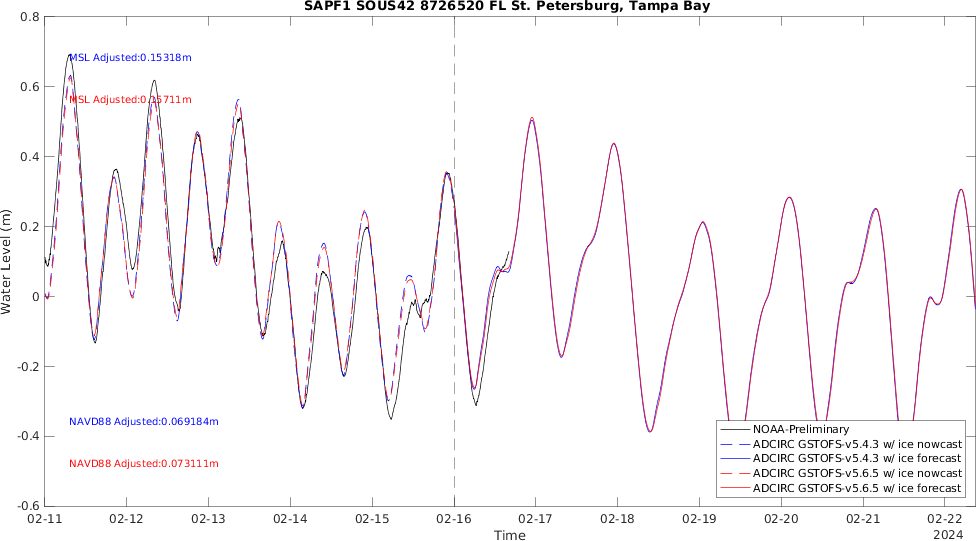 SAPF1 SOUS42 8726520 FL St. Petersburg, Tampa Bay
Water Level (m)
0.8
0.6
0.4
0.2
0
-0.2
-0.4
-0.6
MSL Adjusted:0.15318m
MSL Adjusted:0.15711m
NAVD88 Adjusted:0.069184m
NAVD88 Adjusted:0.073111m
NOAA-Preliminary
ADCIRC GSTOFS-v5.4.3 w/ ice nowcast
ADCIRC GSTOFS-v5.4.3 w/ ice forecast
ADCIRC GSTOFS-v5.6.5 w/ ice nowcast
ADCIRC GSTOFS-v5.6.5 w/ ice forecast
02-11 02-12 02-13 02-14 02-15 02-16 02-17 02-18 02-19 02-20 02-21 02-22
2024
Time